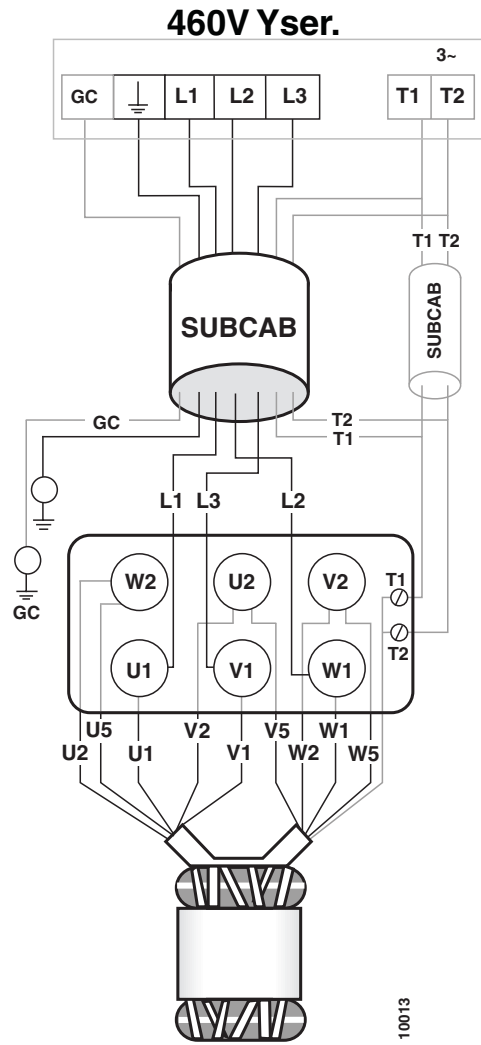 460V Yser.
3~
GC L1 L2 L3 T1 T2
T1 T2
SUBCAB
SUBCAB
GC T2
T1
L1 L3 L2
W2 U2 V2 T1
GC
U1 V1 W1 T2
U5 V2 V5 W1
U2 U1 V1 W2 W5
10013